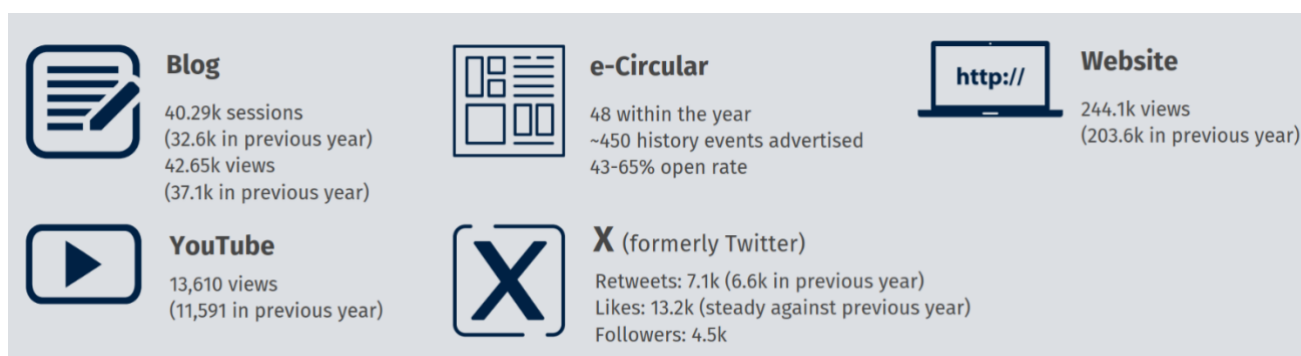 Blog
40.29k sessions
(32.6k in previous year)
42.65k views
(37.1k in previous year)
e-Circular
48 within the year
~450 history events advertised
43-65% open rate
http://
Website
244.1k views
(203.6k in previous year)
YouTube
13,610 views
(11,591 in previous year)
X
X (formerly Twitter)
Retweets: 7.1k (6.6k in previous year)
Likes: 13.2k (steady against previous year)
Followers: 4.5k